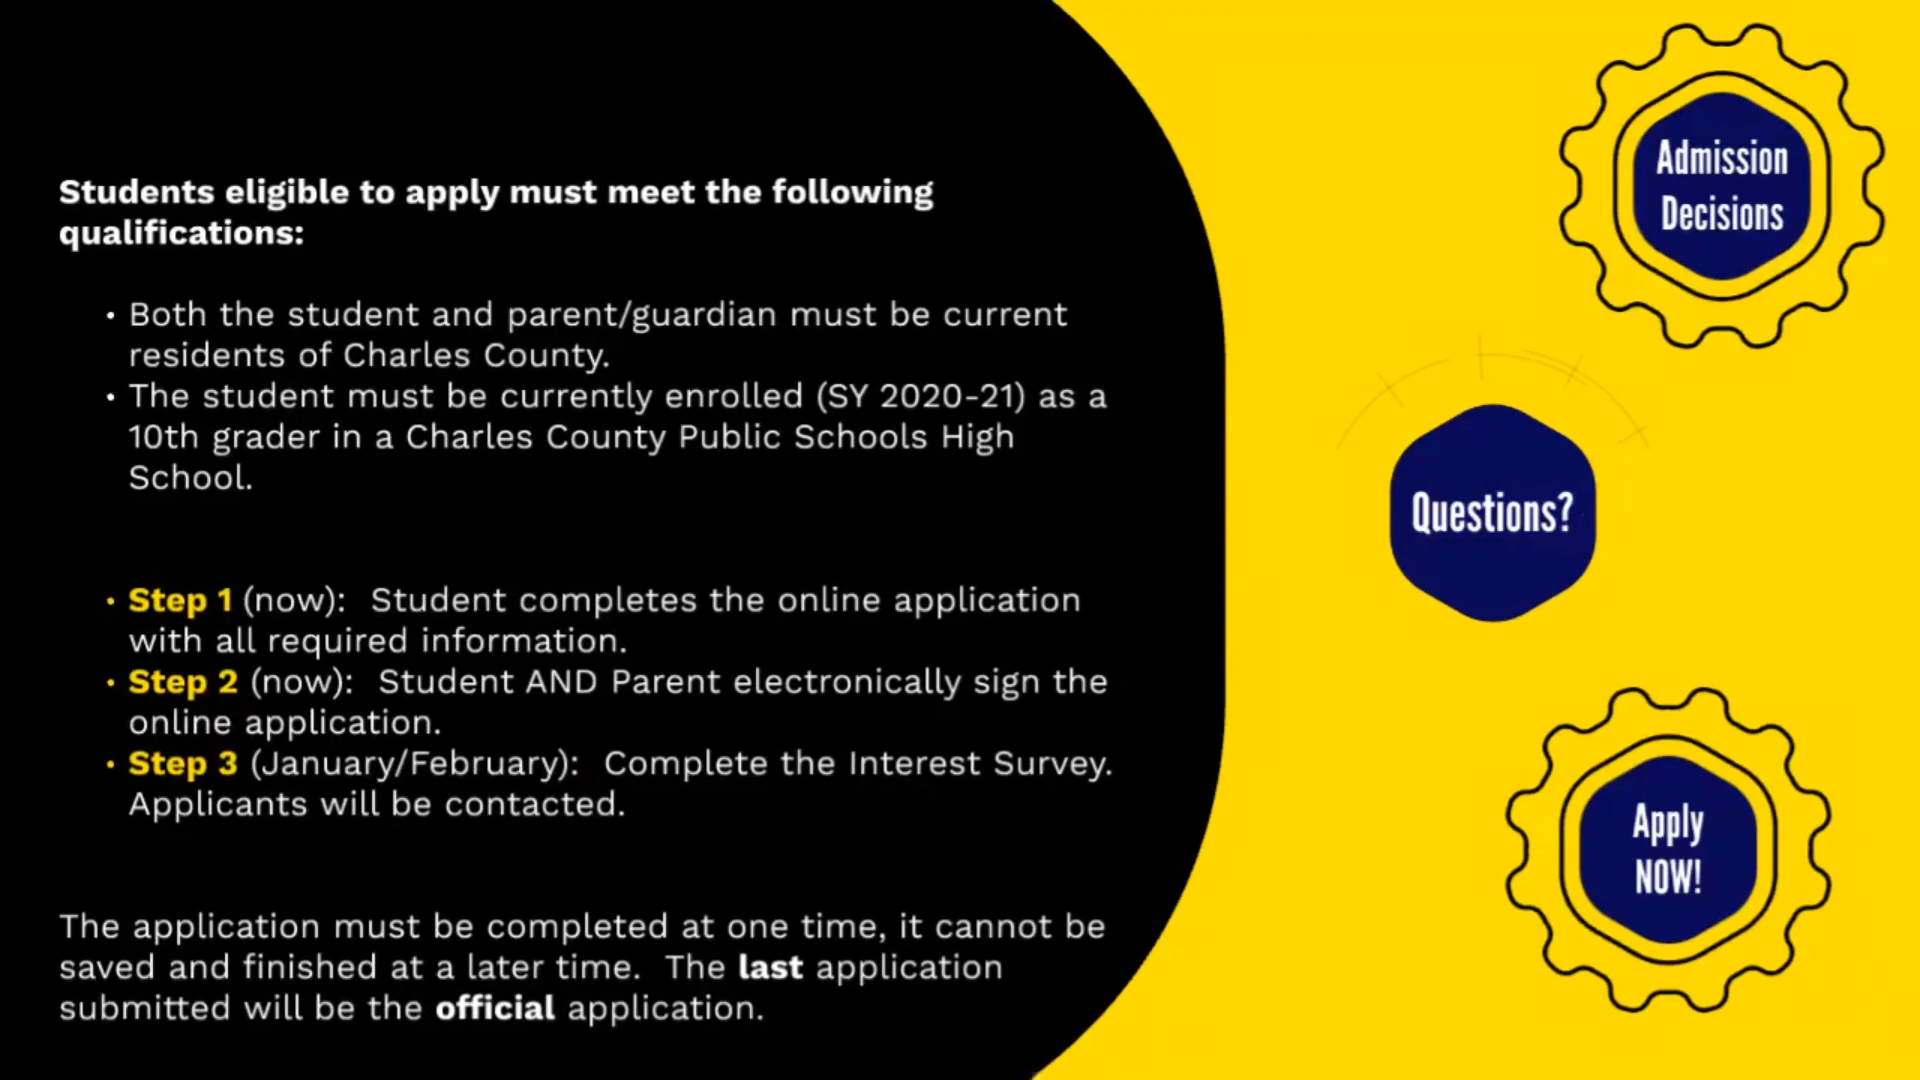 Students eligible to apply must meet the following
qualifications:
• Both the student and parent/guardian must be current
residents of Charles County.
• The student must be currently enrolled (SY 2020-21) as a
10th grader in a Charles County Public Schools High
School.
• Step 1 (now):  Student completes the online application
with all required information.
• Step 2 (now):  Student AND Parent electronically sign the
online application.
• Step 3 (January/February):  Complete the Interest Survey.
Applicants will be contacted.
The application must be completed at one time, it cannot be
saved and finished at a later time.  The last application
submitted will be the official application.
Admission
Decisions
Questions?
Apply
NOW!